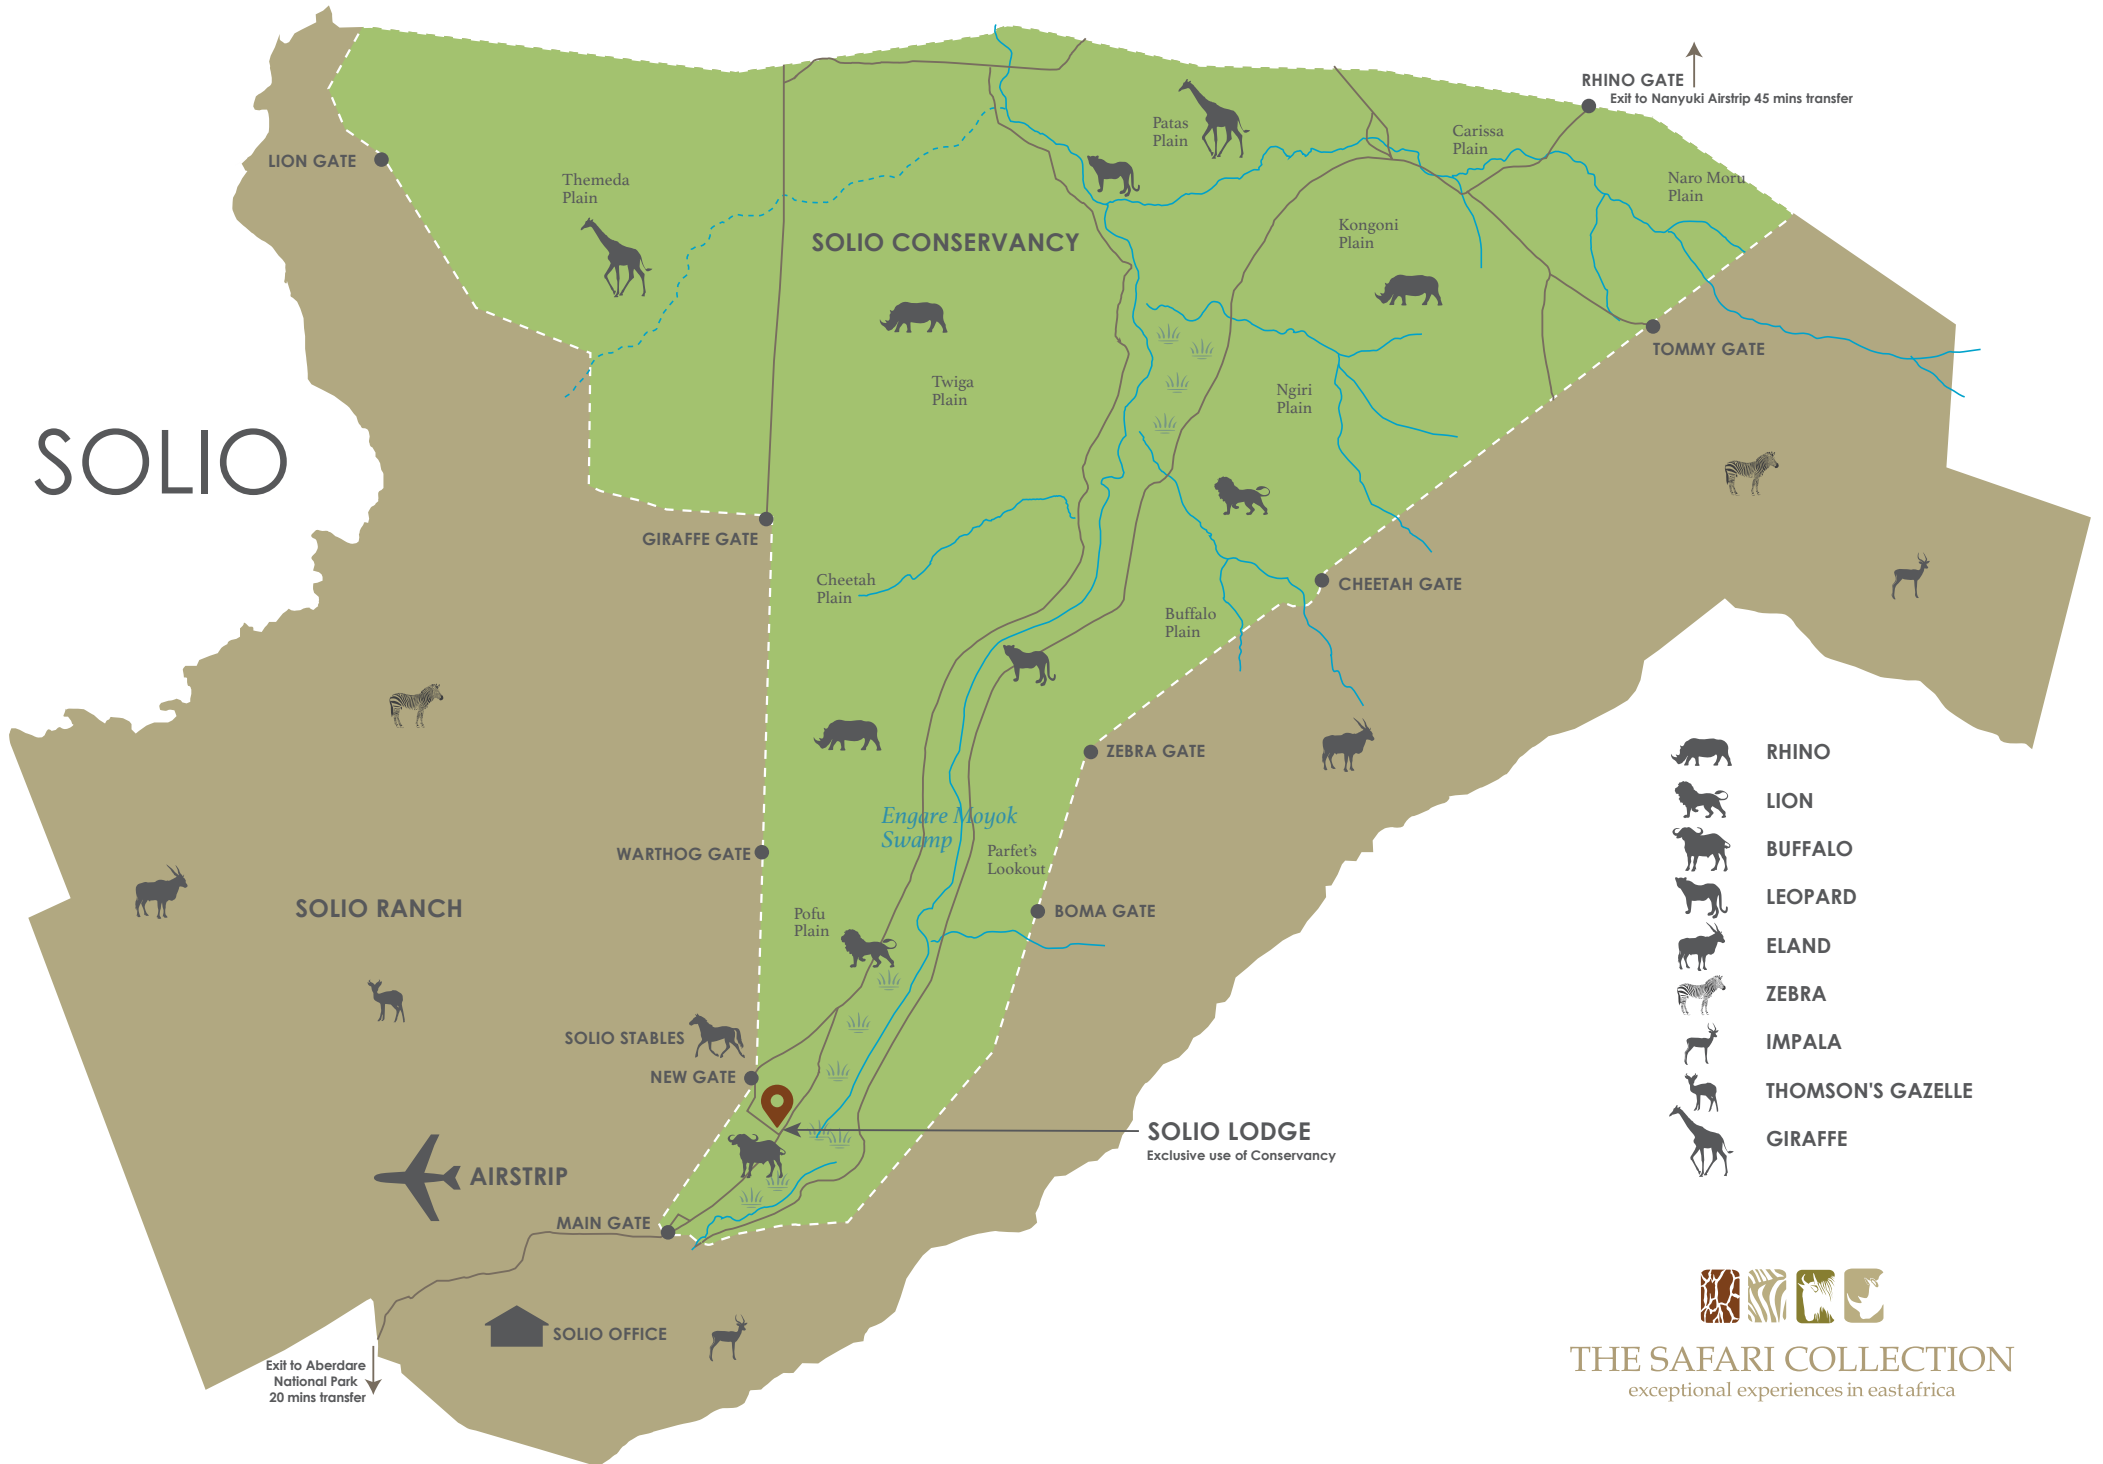 RHINO GATE
Exit to Nanyuki Airstrip 45 mins transfer
Patas
Plain
Carissa
Plain
LION GATE
Themeda
Plain
Naro Moru
Plain
SOLIO CONSERVANCY
Kongoni
Plain
TOMMY GATE
Twiga
Plain
Ngiri
Plain
SOLIO
GIRAFFE GATE
Cheetah
Plain
CHEETAH GATE
Buffalo
Plain
ZEBRA GATE
Engare Moyok
Swamp
WARTHOG GATE
Parfet's
Lookout
SOLIO RANCH
Pofu
Plain
BOMA GATE
SOLIO STABLES
NEW GATE
SOLIO LODGE
Exclusive use of Conservancy
AIRSTRIP
MAIN GATE
SOLIO OFFICE
Exit to Aberdare
National Park
20 mins transfer
RHINO
LION
BUFFALO
LEOPARD
ELAND
ZEBRA
IMPALA
THOMSON'S GAZELLE
GIRAFFE
THE SAFARI COLLECTION
exceptional experiences in east africa